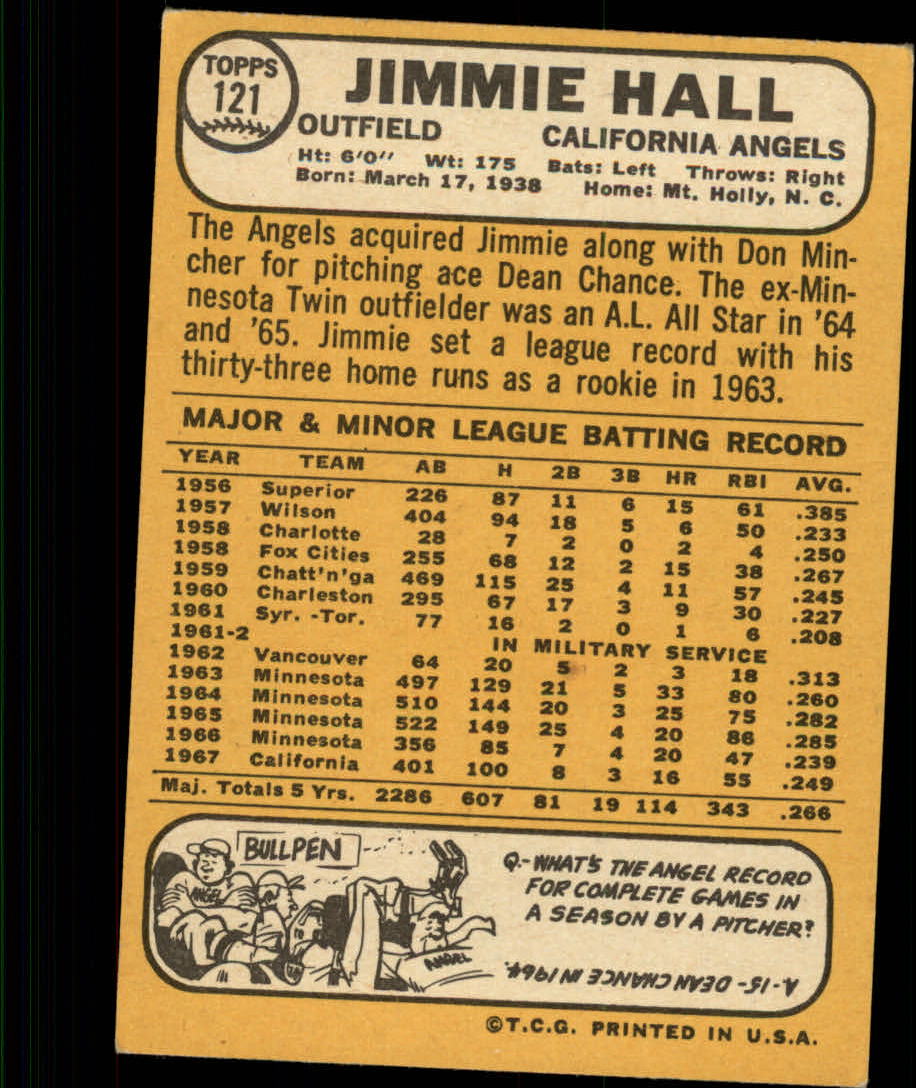 TOPPS
121
JIMMIE HALL
OUTFIELD CALIFORNIA ANGELS
Ht: 6'0" Wt: 175 Bats: Left Throws: Right
Born: March 17, 1938 Home: Mt. Holly, N. C.
The Angels acquired Jimmie along with Don Min-
cher for pitching ace Dean Chance. The ex-Min-
nesota Twin outfielder was an A.L. All Star in '64
and '65. Jimmie set a league record with his
thirty-three home runs as a rookie in 1963.
MAJOR & MINOR LEAGUE BATTING RECORD
YEAR TEAM AB H 2B 3B HR RBI AVG.
1956 Superior 226 87 11 6 15 61 .385
1957 Wilson 404 94 18 5 6 50 .233
1958 Charlotte 28 7 2 0 2 4 .250
1958 Fox Cities 255 68 12 2 15 38 .267
1959 Chatt'n'ga 469 115 25 4 11 57 .245
1960 Charleston 295 67 17 3 9 30 .227
1961 Syr. -Tor. 77 16 2 0 1 6 .208
1961-2 IN MILITARY SERVICE
1962 Vancouver 64 20 5 2 3 18 .313
1963 Minnesota 497 129 21 5 33 80 .260
1964 Minnesota 510 144 20 3 25 75 .282
1965 Minnesota 522 149 25 4 20 86 .285
1966 Minnesota 356 85 7 4 20 47 .239
1967 California 401 100 8 3 16 55 .249
Maj. Totals 5 Yrs. 2286 607 81 19 114 343 .266
BULLPEN
ANGEL
ANGEL
Q-WHAT'S THE ANGEL RECORD
FOR COMPLETE GAMES IN
A SEASON BY A PITCHER?
A-15- DEAN CHANCE IN 1964.
©T.C.G. PRINTED IN U.S.A.